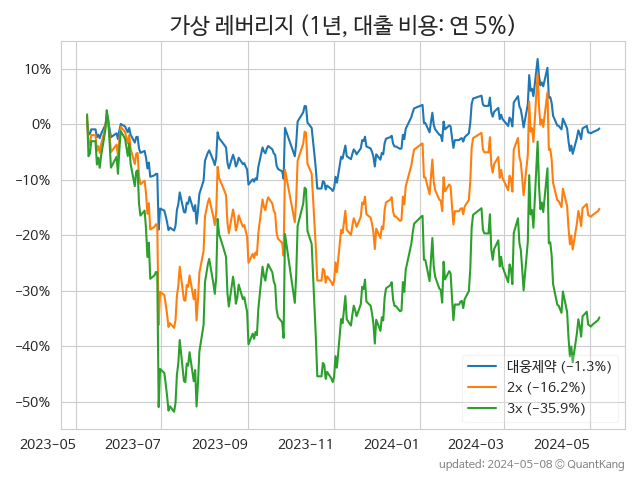 가상 레버리지 (1년, 대출 비용: 연 5%)
10%
0%
−10%
−20%
−30%
−40%
−50%
대웅제약 (−1.3%)
2x (−16.2%)
3x (−35.9%)
2023-05 2023-07 2023-09 2023-11 2024-01 2024-03 2024-05
updated: 2024-05-08 © QuantKang